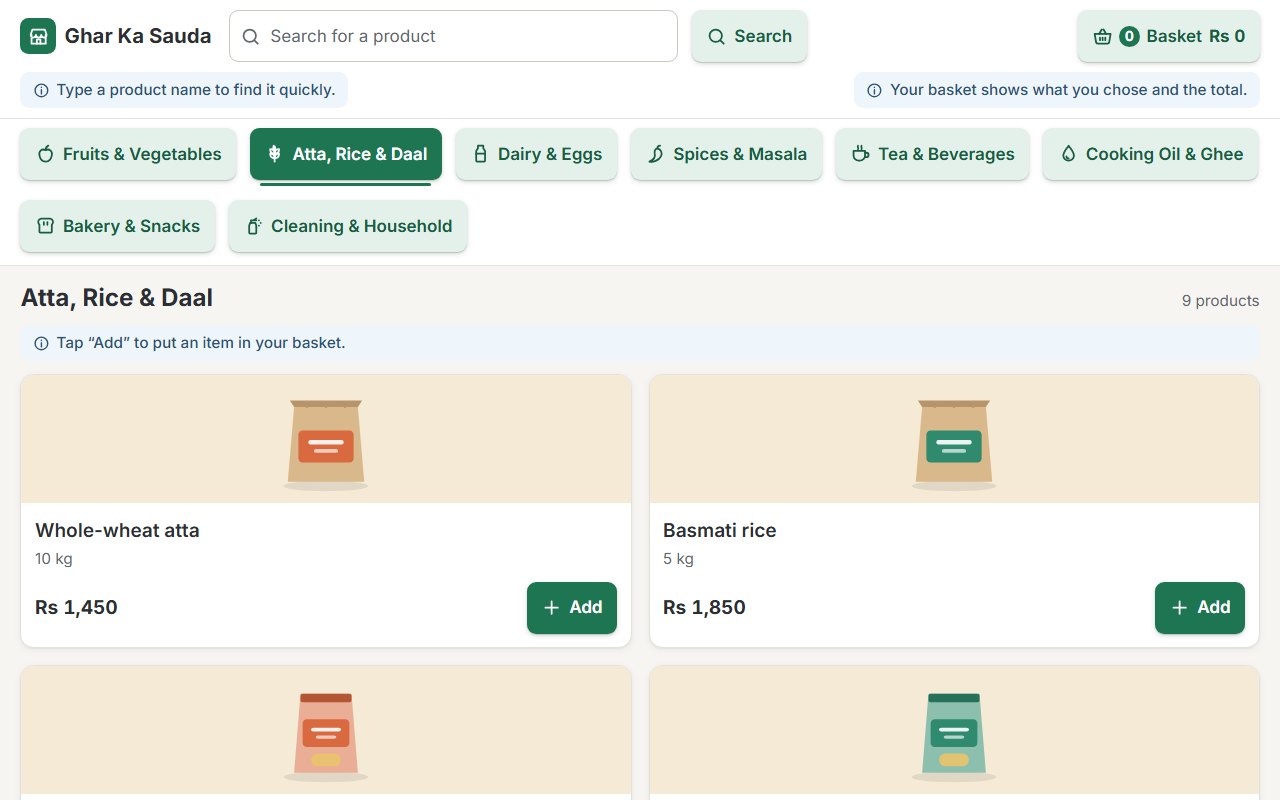 Ghar Ka Sauda
Search for a product
Search
0 Basket Rs 0
Type a product name to find it quickly.
Your basket shows what you chose and the total.
Fruits & Vegetables
Atta, Rice & Daal
Dairy & Eggs
Spices & Masala
Tea & Beverages
Cooking Oil & Ghee
Bakery & Snacks
Cleaning & Household
Atta, Rice & Daal
9 products
Tap “Add” to put an item in your basket.
Whole-wheat atta
10 kg
Rs 1,450
Add
Basmati rice
5 kg
Rs 1,850
Add